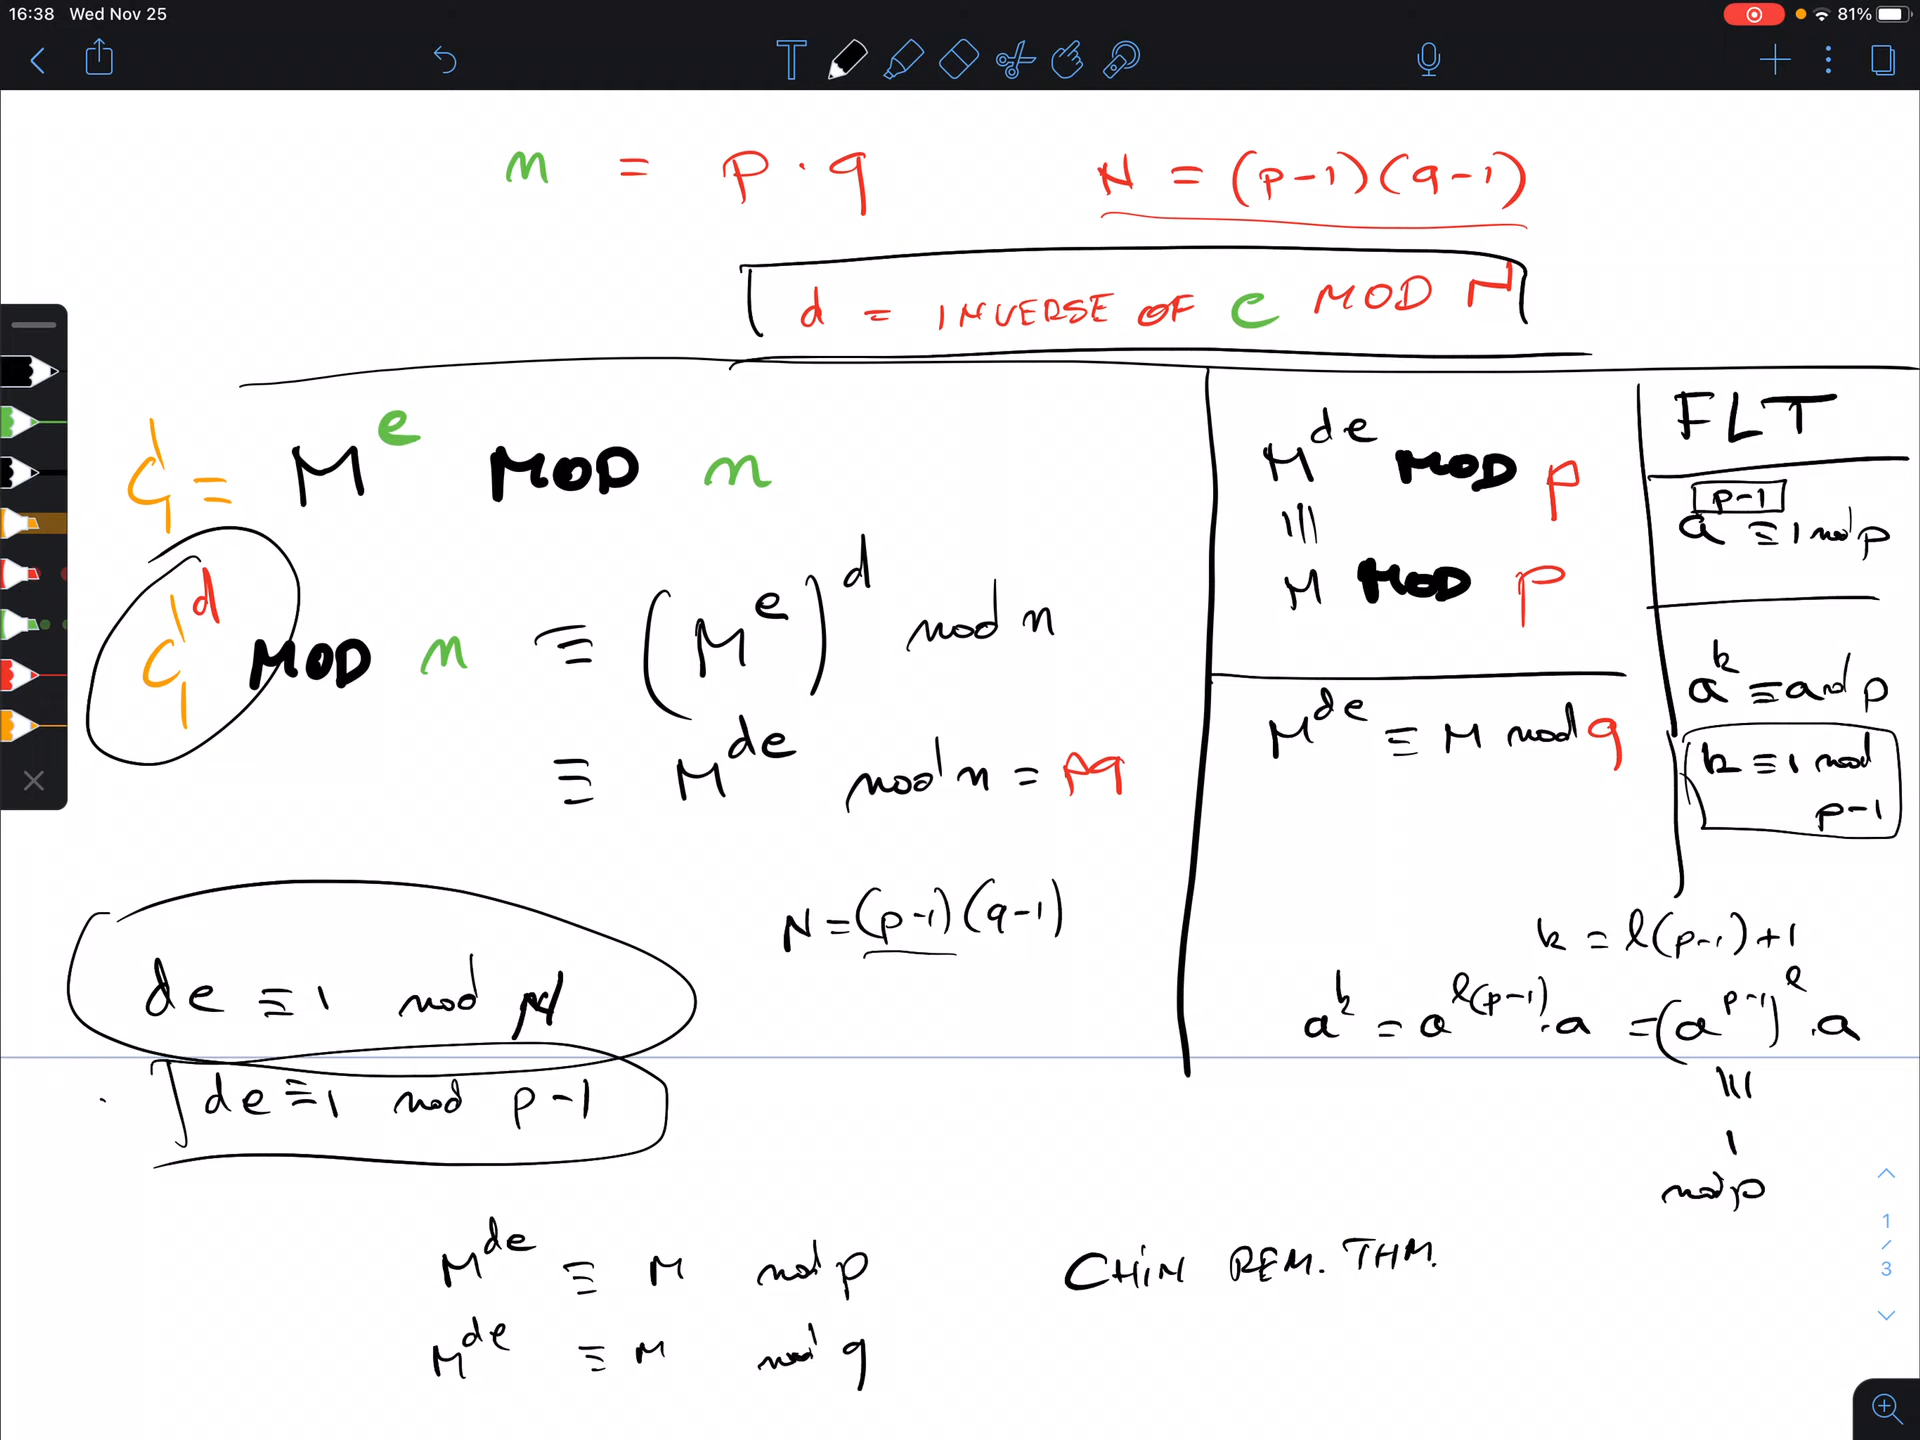 16:38 Wed Nov 25
81%
n = p · q
N = (p-1)(q-1)
d = INVERSE OF e MOD N
C = M^e MOD n
C^d MOD n ≡ (M^e)^d mod n
≡ M^de mod n = pq
N = (p-1)(q-1)
de ≡ 1 mod N
de ≡ 1 mod p-1
M^de MOD p
≡
M MOD p
M^de ≡ M mod q
FLT
a^p-1 ≡ 1 mod p
a^k ≡ a mod p
k ≡ 1 mod
p-1
k = l(p-1)+1
a^k = a^l(p-1) · a = (a^p-1)^l · a
≡
1
mod p
M^de ≡ M mod p
M^de ≡ M mod q
CHIN REM. THM.
1
/
3